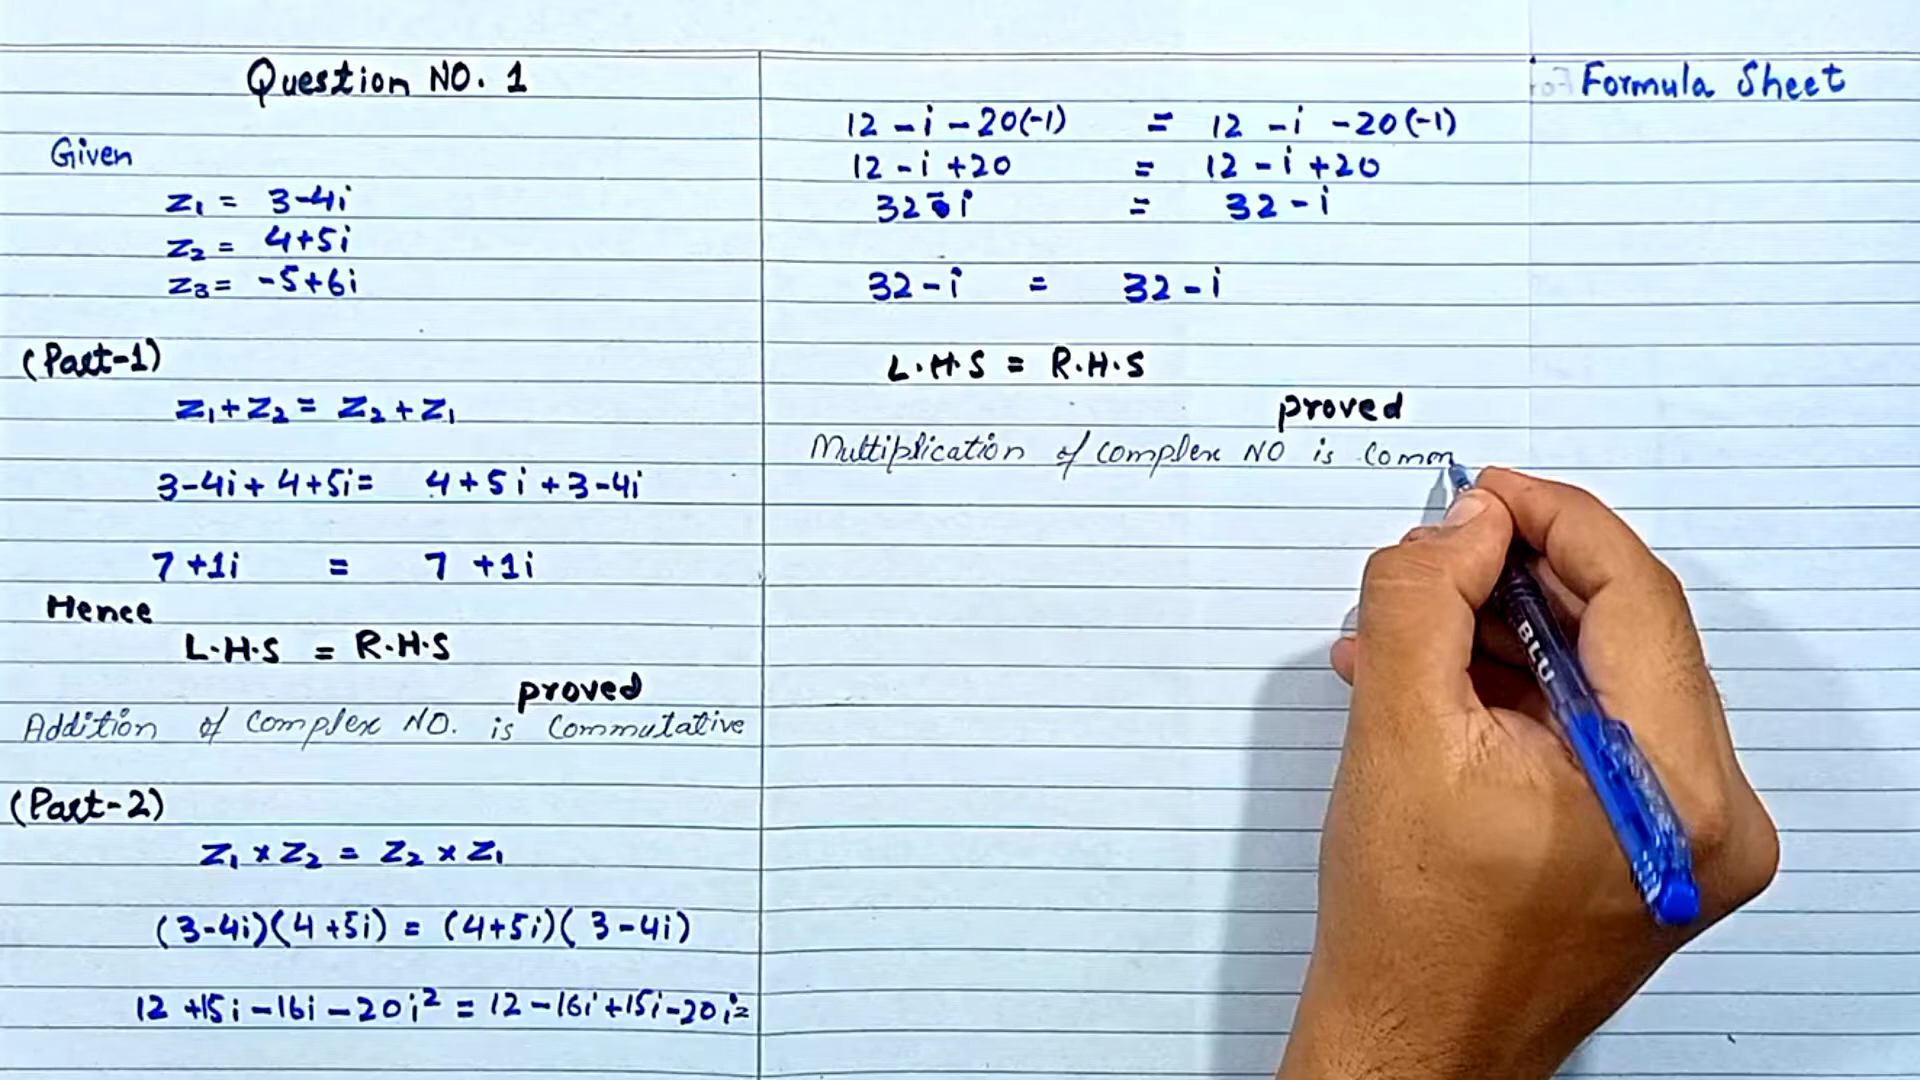 Question NO. 1
Given
z₁ = 3-4i
z₂ = 4+5i
z₃ = -5+6i
(Part-1)
z₁+z₂ = z₂+z₁
3-4i+4+5i = 4+5i+3-4i
7+1i = 7+1i
Hence
L.H.S = R.H.S
proved
Addition of complex NO. is Commutative
(Part-2)
z₁ × z₂ = z₂ × z₁
(3-4i)(4+5i) = (4+5i)(3-4i)
12+15i-16i-20i² = 12-16i+15i-20i²
12-i-20(-1) = 12-i-20(-1)
12-i+20 = 12-i+20
32-i = 32-i
32-i = 32-i
L.H.S = R.H.S
proved
Multiplication of complex NO is Comm
Formula Sheet
BLU